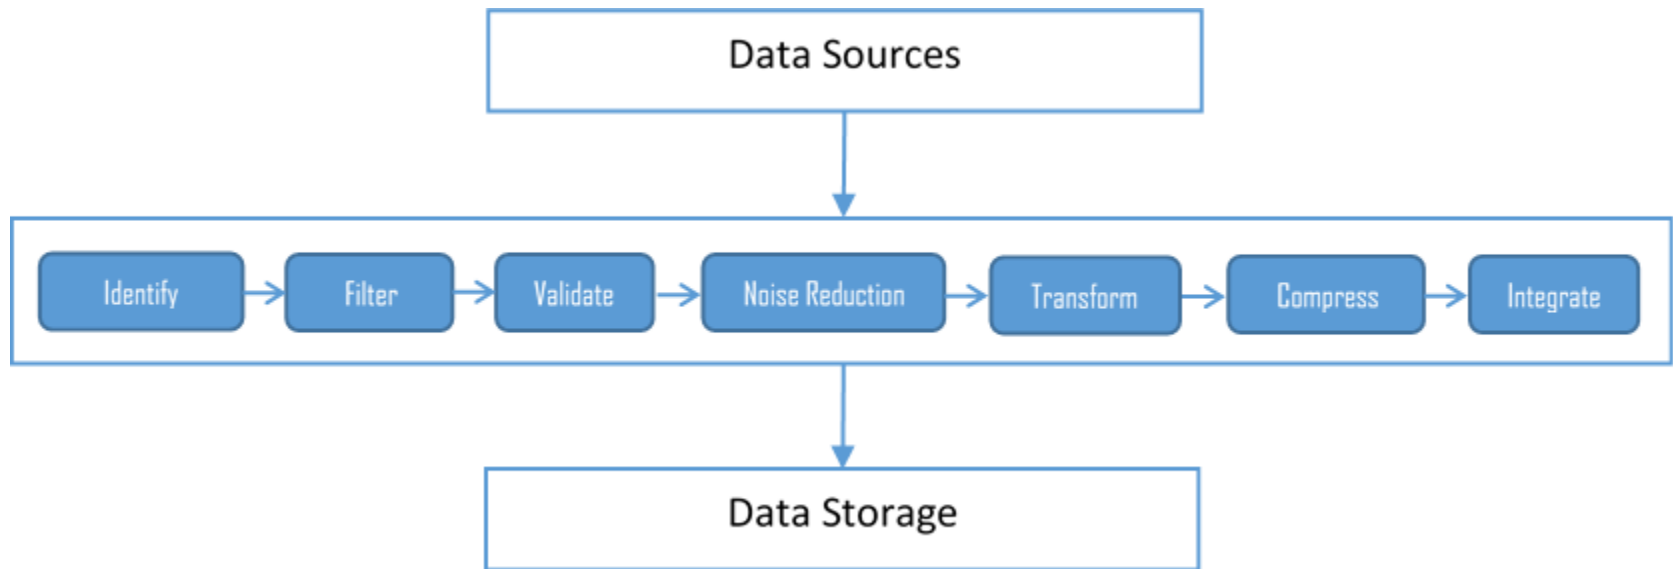 Data Sources
Identify
Filter
Validate
Noise Reduction
Transform
Compress
Integrate
Data Storage